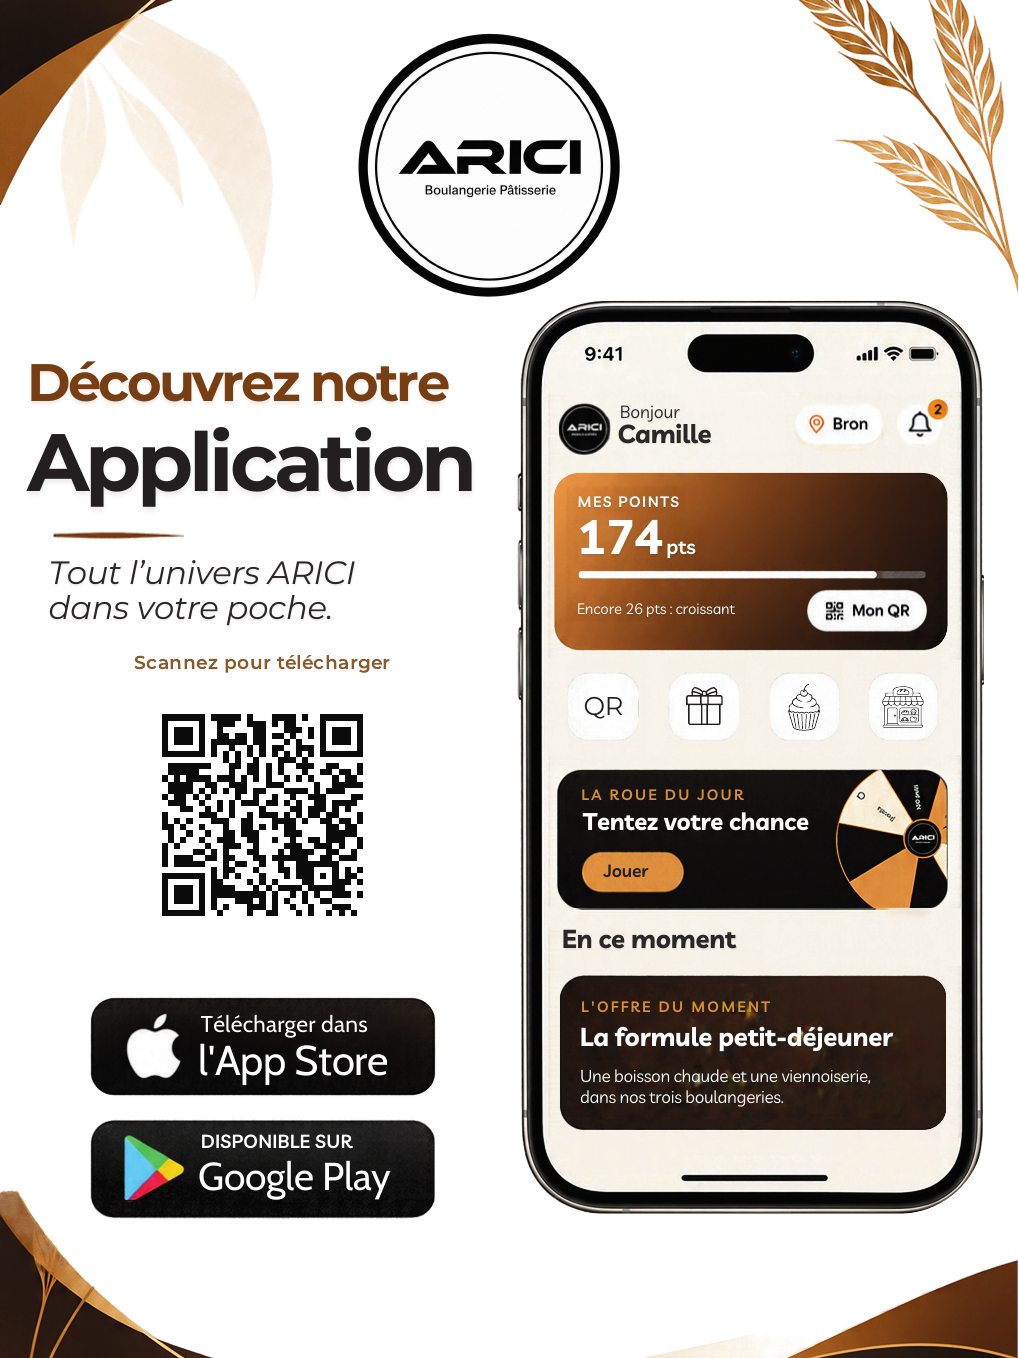 ARICI
Boulangerie Pâtisserie
Découvrez notre
Application
Tout l’univers ARICI
dans votre poche.
Scannez pour télécharger
Télécharger dans
l'App Store
DISPONIBLE SUR
Google Play
9:41
ARICI
Bonjour
Camille
Bron
2
MES POINTS
174 pts
Encore 26 pts : croissant
Mon QR
QR
LA ROUE DU JOUR
Tentez votre chance
Jouer
points
ARICI
En ce moment
L'OFFRE DU MOMENT
La formule petit-déjeuner
Une boisson chaude et une viennoiserie,
dans nos trois boulangeries.